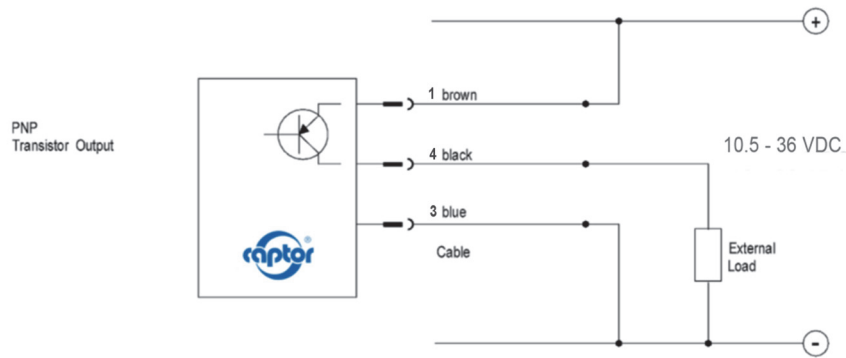 +
1 brown
PNP
Transistor Output
4 black
10.5 - 36 VDC.
3 blue
captor®
Cable
External
Load
-